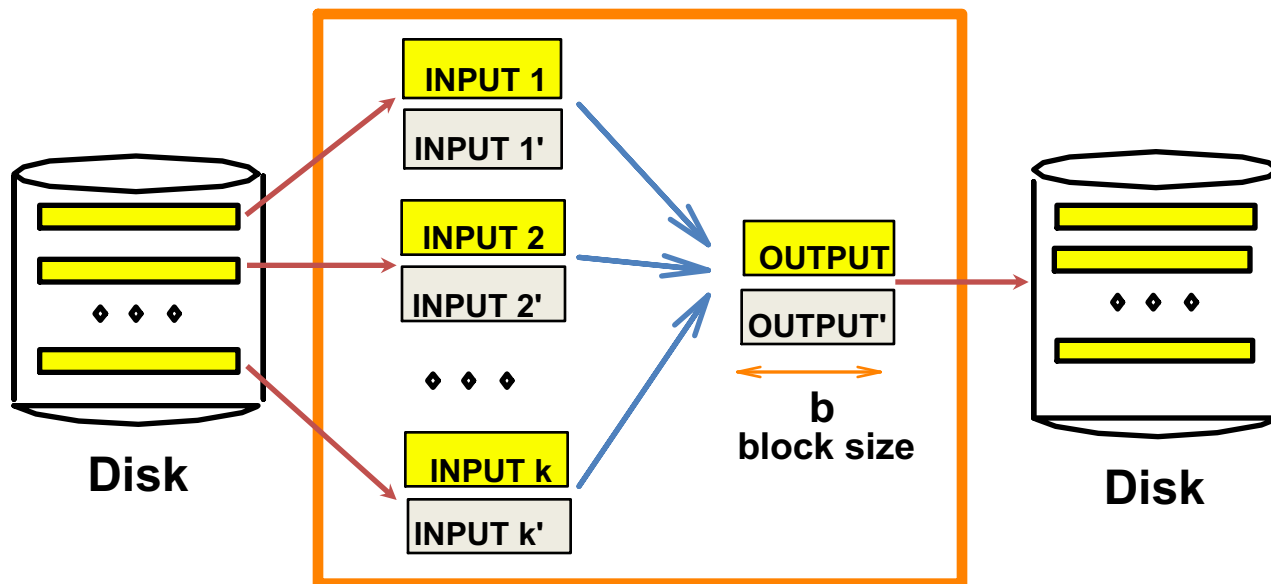 INPUT 1
INPUT 1'
INPUT 2
INPUT 2'
INPUT k
INPUT k'
OUTPUT
OUTPUT'
b
block size
Disk
Disk